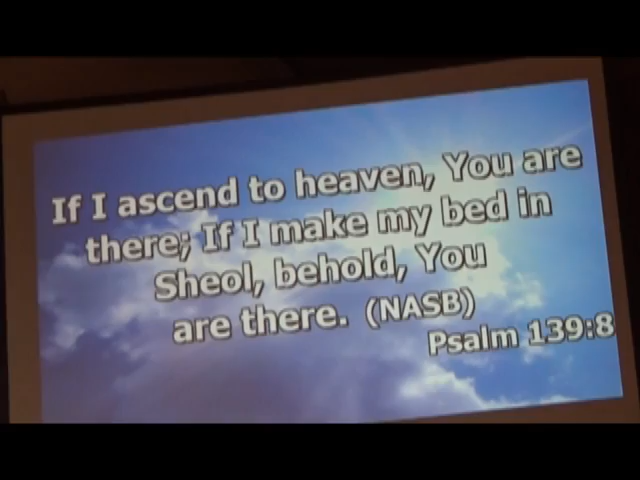 If I ascend to heaven, You are
there; If I make my bed in
Sheol, behold, You
are there. (NASB)
Psalm 139:8